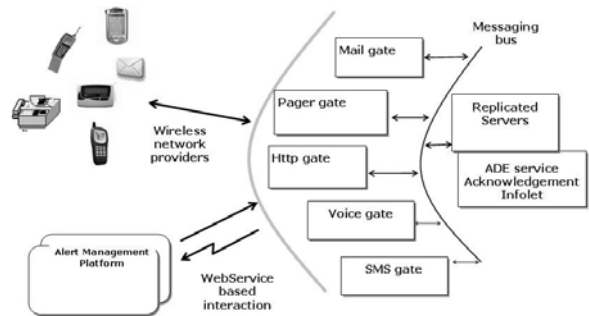 Messaging
bus
Mail gate
Pager gate
Replicated
Servers
Wireless
network
providers
Http gate
ADE service
Acknowledgement
Infolet
Voice gate
Alert Management
Platform
WebService
based
interaction
SMS gate